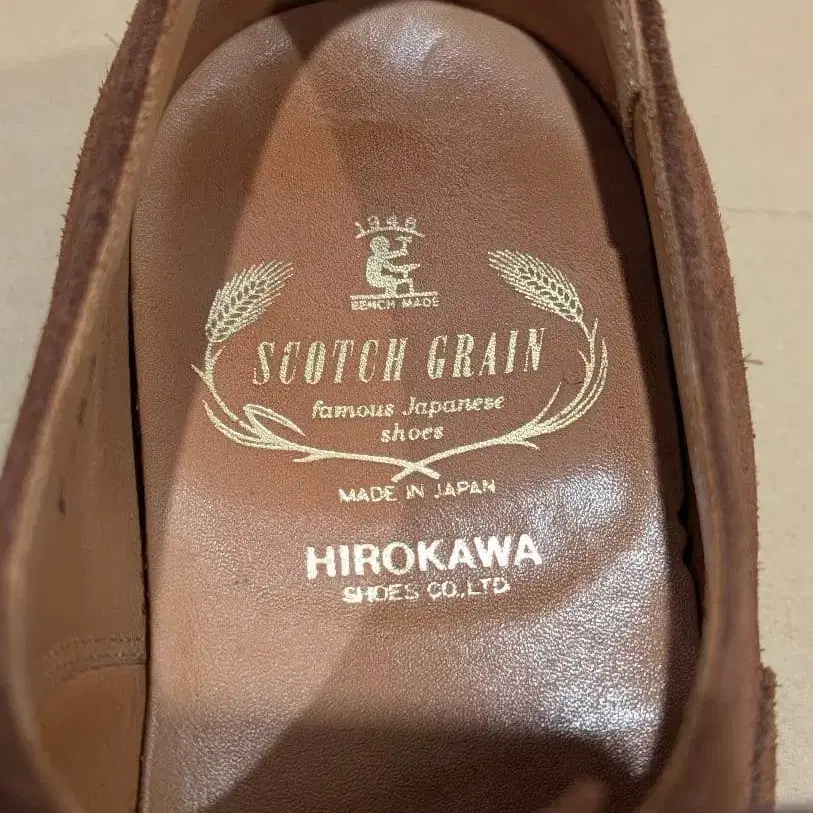 1946
BENCH MADE
SCOTCH GRAIN
famous Japanese
shoes
MADE IN JAPAN
HIROKAWA
SHOES CO.,LTD